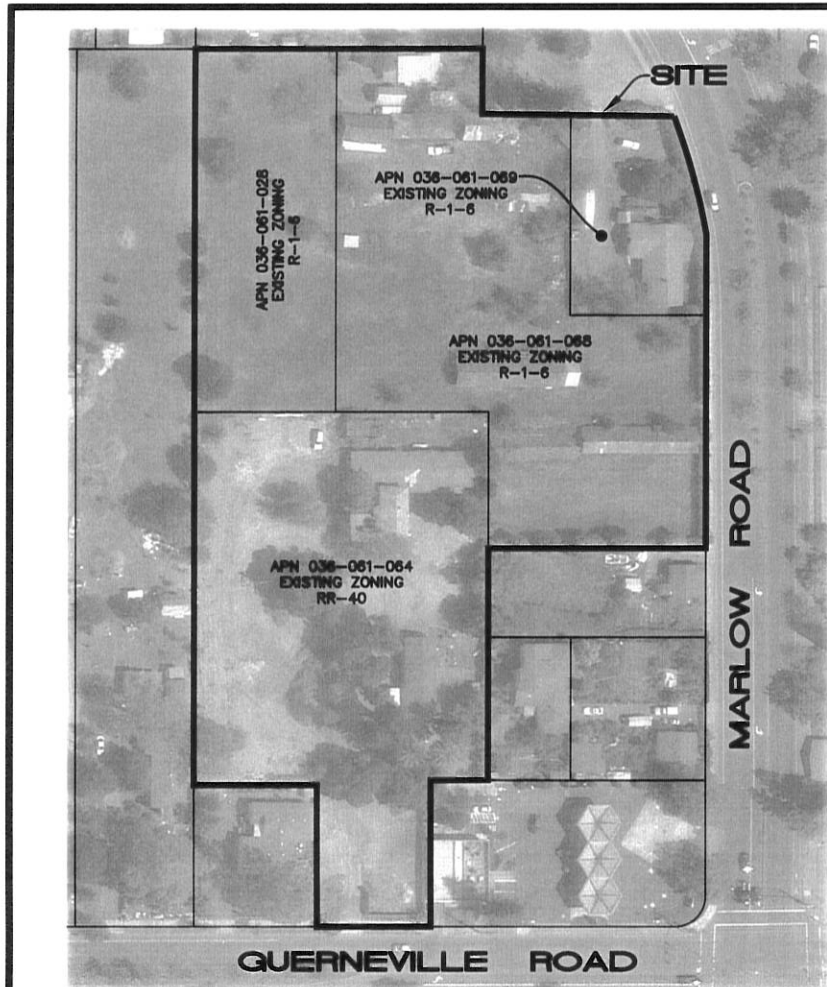 SITE
APN 036-061-069
EXISTING ZONING
R-1-6
APN 036-061-028
EXISTING ZONING
R-1-6
APN 036-061-068
EXISTING ZONING
R-1-6
APN 036-061-064
EXISTING ZONING
RR-40
MARLOW ROAD
GUERNEVILLE ROAD